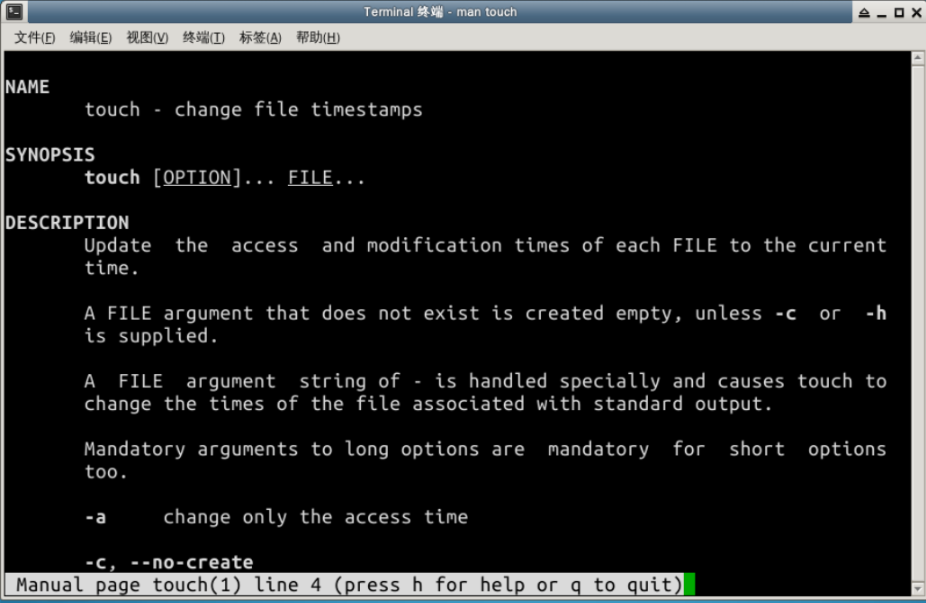 Terminal 终端 - man touch
文件(F) 编辑(E) 视图(V) 终端(T) 标签(A) 帮助(H)
NAME
touch - change file timestamps
SYNOPSIS
touch [OPTION]... FILE...
DESCRIPTION
Update  the  access  and modification times of each FILE to the current
time.
A FILE argument that does not exist is created empty, unless -c  or  -h
is supplied.
A  FILE  argument  string of - is handled specially and causes touch to
change the times of the file associated with standard output.
Mandatory arguments to long options are  mandatory  for  short  options
too.
-a     change only the access time
-c, --no-create
Manual page touch(1) line 4 (press h for help or q to quit)